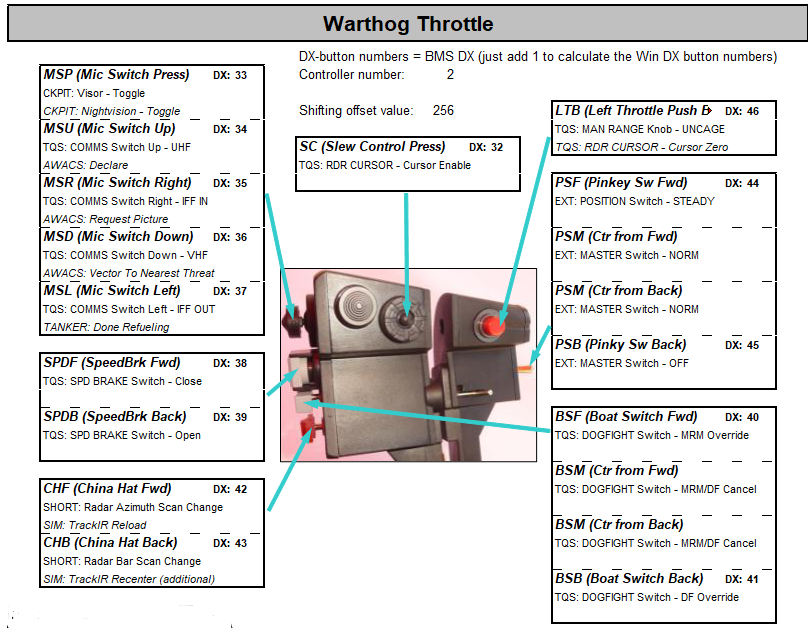 Warthog Throttle
DX-button numbers = BMS DX (just add 1 to calculate the Win DX button numbers)
Controller number: 2
Shifting offset value: 256
MSP (Mic Switch Press) DX: 33
CKPIT: Visor - Toggle
CKPIT: Nightvision - Toggle
MSU (Mic Switch Up) DX: 34
TQS: COMMS Switch Up - UHF
AWACS: Declare
MSR (Mic Switch Right) DX: 35
TQS: COMMS Switch Right - IFF IN
AWACS: Request Picture
MSD (Mic Switch Down) DX: 36
TQS: COMMS Switch Down - VHF
AWACS: Vector To Nearest Threat
MSL (Mic Switch Left) DX: 37
TQS: COMMS Switch Left - IFF OUT
TANKER: Done Refueling
SPDF (SpeedBrk Fwd) DX: 38
TQS: SPD BRAKE Switch - Close
SPDB (SpeedBrk Back) DX: 39
TQS: SPD BRAKE Switch - Open
CHF (China Hat Fwd) DX: 42
SHORT: Radar Azimuth Scan Change
SIM: TrackIR Reload
CHB (China Hat Back) DX: 43
SHORT: Radar Bar Scan Change
SIM: TrackIR Recenter (additional)
SC (Slew Control Press) DX: 32
TQS: RDR CURSOR - Cursor Enable
LTB (Left Throttle Push B DX: 46
TQS: MAN RANGE Knob - UNCAGE
TQS: RDR CURSOR - Cursor Zero
PSF (Pinkey Sw Fwd) DX: 44
EXT: POSITION Switch - STEADY
PSM (Ctr from Fwd)
EXT: MASTER Switch - NORM
PSM (Ctr from Back)
EXT: MASTER Switch - NORM
PSB (Pinky Sw Back) DX: 45
EXT: MASTER Switch - OFF
BSF (Boat Switch Fwd) DX: 40
TQS: DOGFIGHT Switch - MRM Override
BSM (Ctr from Fwd)
TQS: DOGFIGHT Switch - MRM/DF Cancel
BSM (Ctr from Back)
TQS: DOGFIGHT Switch - MRM/DF Cancel
BSB (Boat Switch Back) DX: 41
TQS: DOGFIGHT Switch - DF Override